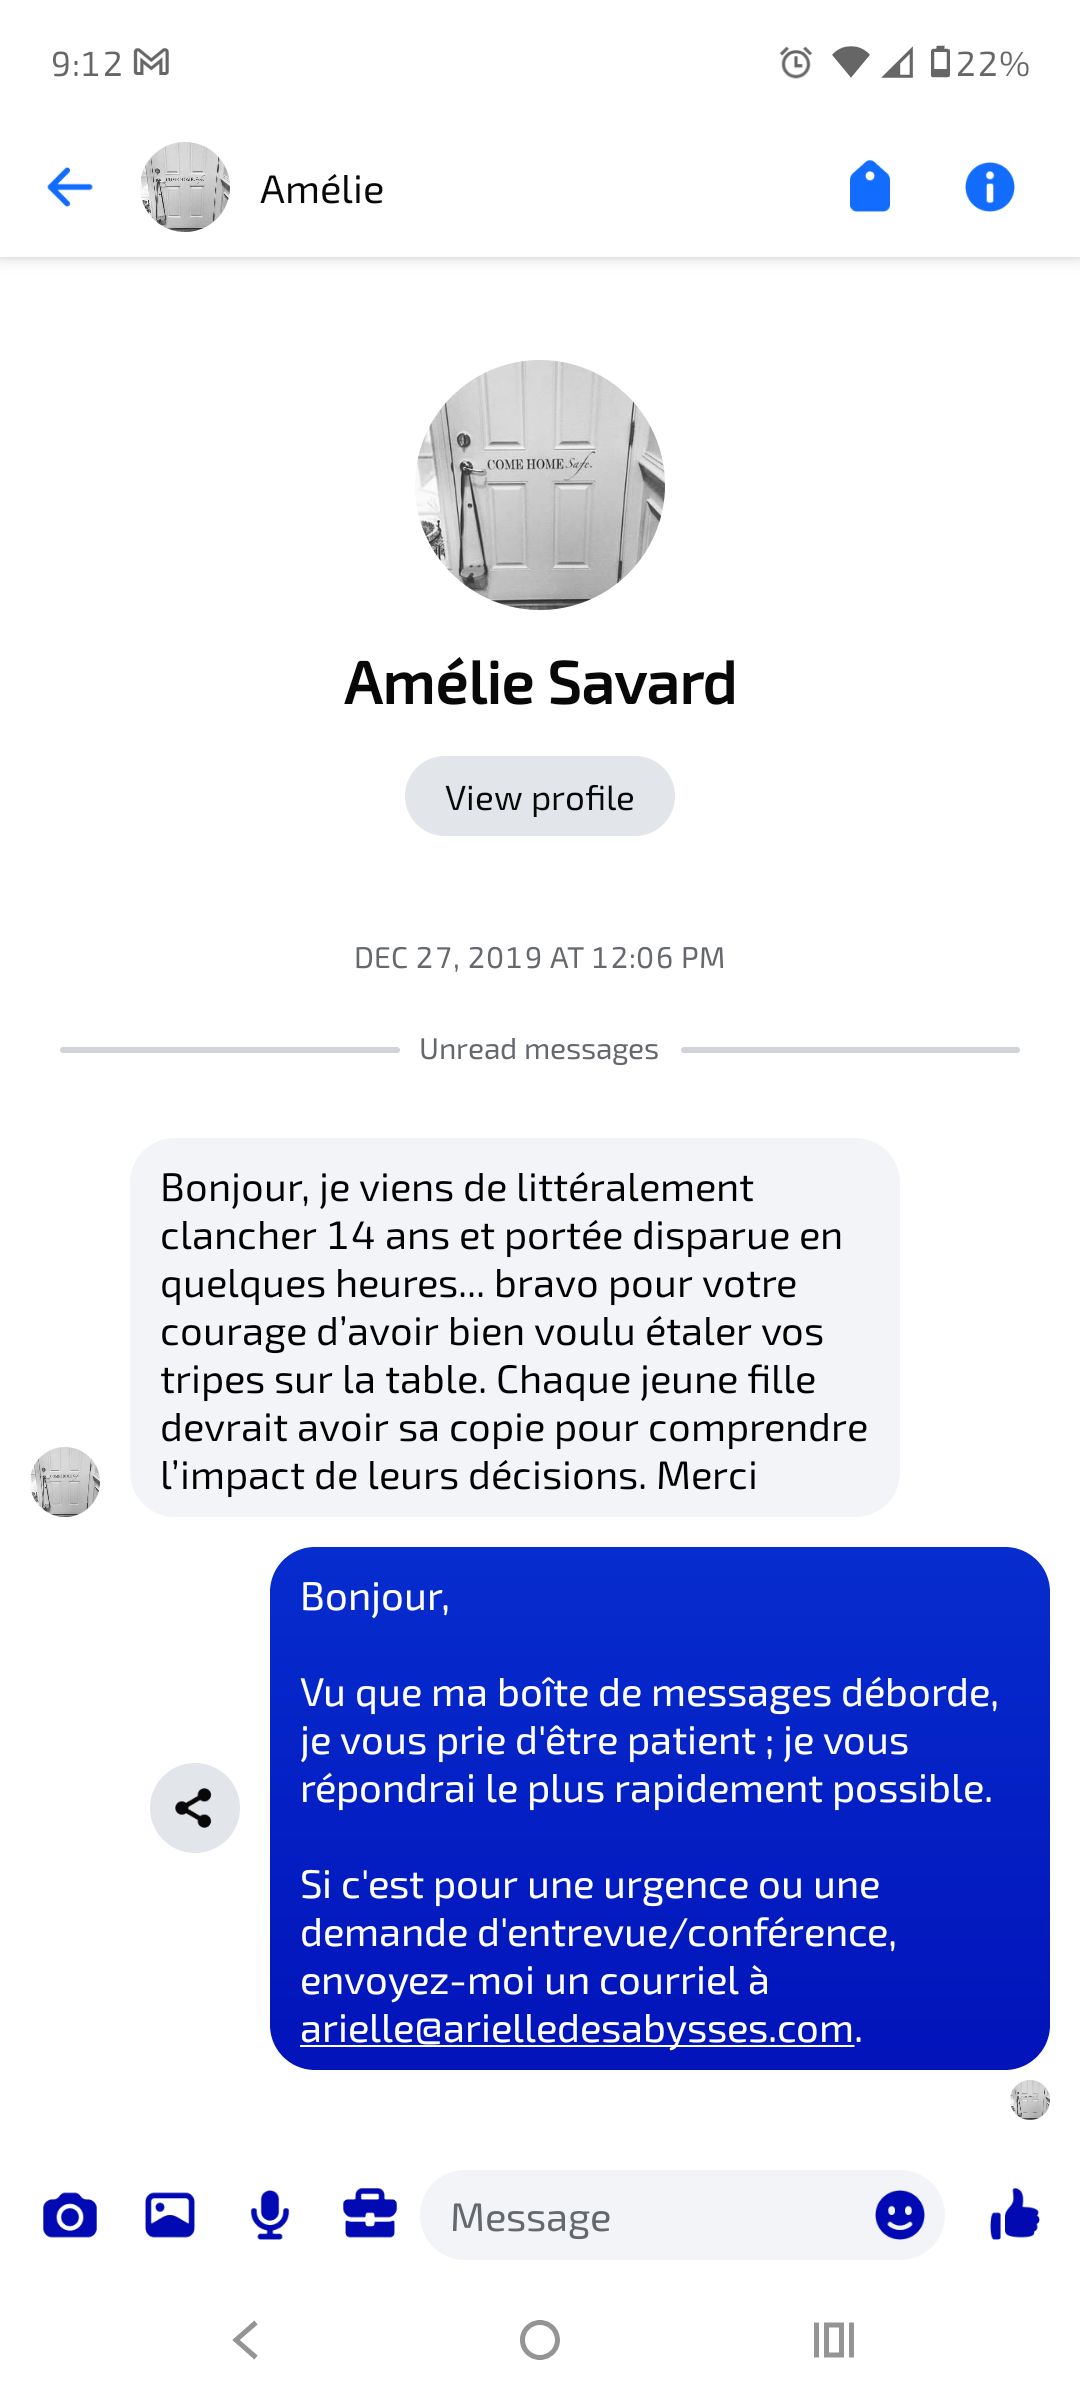 9:12
22%
Amélie
COME HOME Safe.
Amélie Savard
View profile
DEC 27, 2019 AT 12:06 PM
Unread messages
Bonjour, je viens de littéralement
clancher 14 ans et portée disparue en
quelques heures... bravo pour votre
courage d’avoir bien voulu étaler vos
tripes sur la table. Chaque jeune fille
devrait avoir sa copie pour comprendre
l’impact de leurs décisions. Merci
Bonjour,
Vu que ma boîte de messages déborde,
je vous prie d'être patient ; je vous
répondrai le plus rapidement possible.
Si c'est pour une urgence ou une
demande d'entrevue/conférence,
envoyez-moi un courriel à
arielle@arielledesabysses.com.
Message